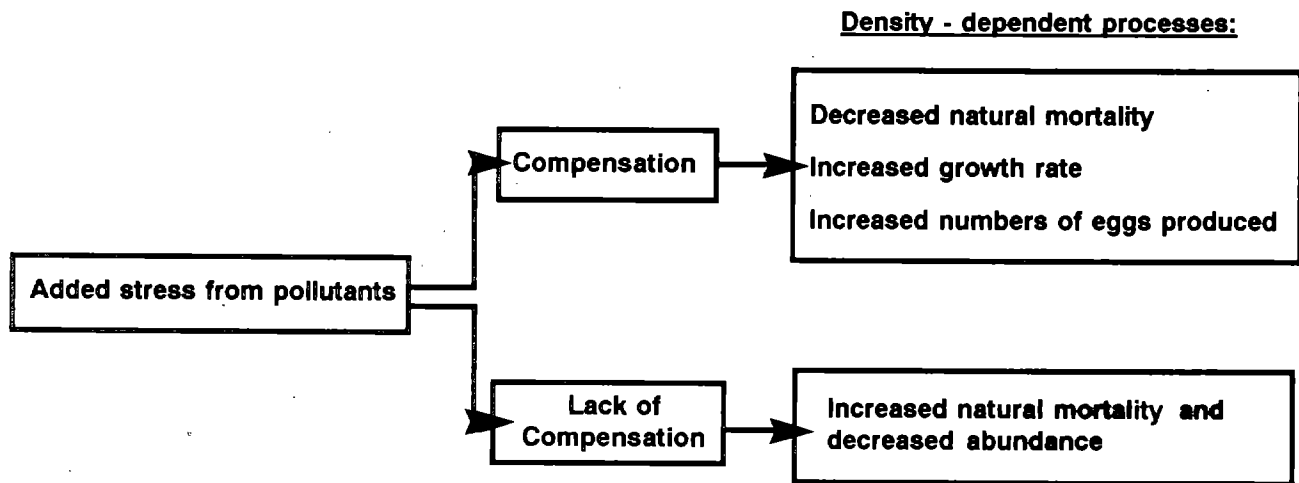 Density - dependent processes:
Decreased natural mortality
Compensation
Increased growth rate
Increased numbers of eggs produced
Added stress from pollutants
Lack of
Compensation
Increased natural mortality and
decreased abundance